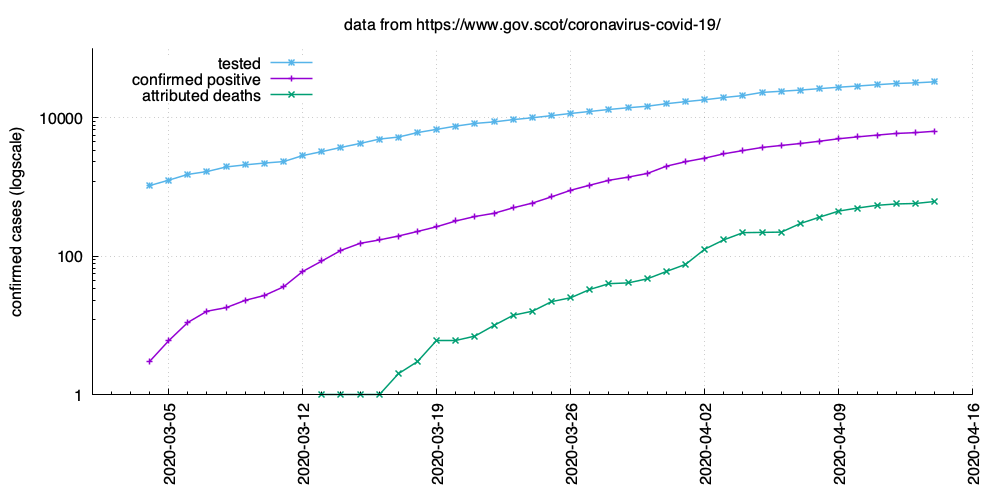 data from https://www.gov.scot/coronavirus-covid-19/
tested
confirmed positive
attributed deaths
confirmed cases (logscale)
10000
100
1
2020-03-05
2020-03-12
2020-03-19
2020-03-26
2020-04-02
2020-04-09
2020-04-16